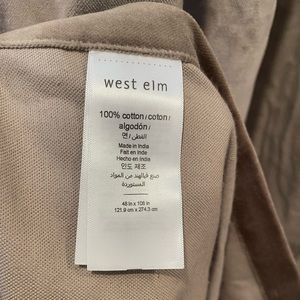 west elm
100% cotton / coton /
algodón /
면 / القطن /
Made in India
Fait en Inde
Hecho en India
인도 제조
صنع في الهند من المواد
المستوردة
48 in x 108 in
121.9 cm x 274.3 cm